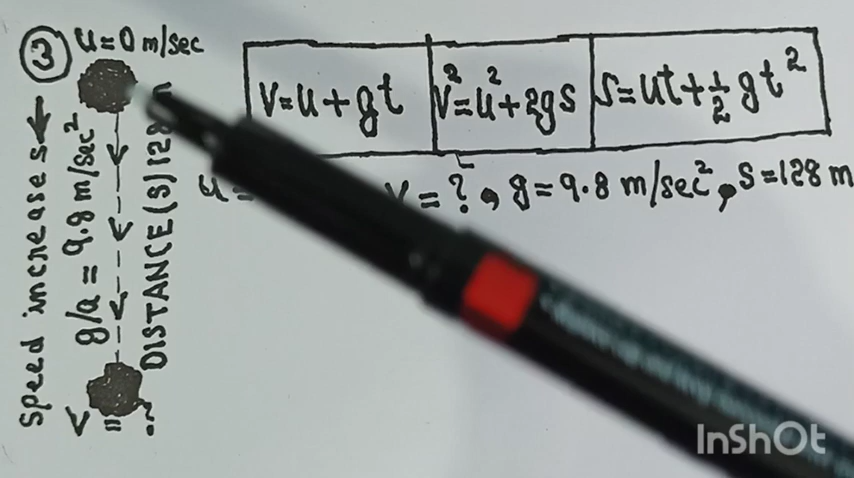 3 u=0 m/sec
v=u+gt v²=u²+2gs s=ut+½gt²
u= v=?, g=9.8 m/sec², s=128 m
Speed increases
g/a = 9.8 m/sec²
DISTANCE(s)128
v=?
InShOt